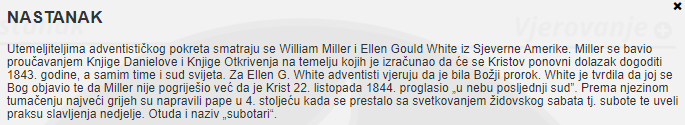 NASTANAK
Utemeljiteljima adventističkog pokreta smatraju se William Miller i Ellen Gould White iz Sjeverne Amerike. Miller se bavio
proučavanjem Knjige Danielove i Knjige Otkrivenja na temelju kojih je izračunao da će se Kristov ponovni dolazak dogoditi
1843. godine, a samim time i sud svijeta. Za Ellen G. White adventisti vjeruju da je bila Božji prorok. White je tvrdila da joj se
Bog objavio te da Miller nije pogriješio već da je Krist 22. listopada 1844. proglasio „u nebu posljednji sud”. Prema njezinom
tumačenju najveći grijeh su napravili pape u 4. stoljeću kada se prestalo sa svetkovanjem židovskog sabata tj. subote te uveli
praksu slavljenja nedjelje. Otuda i naziv „subotari“.
Vjerovanje